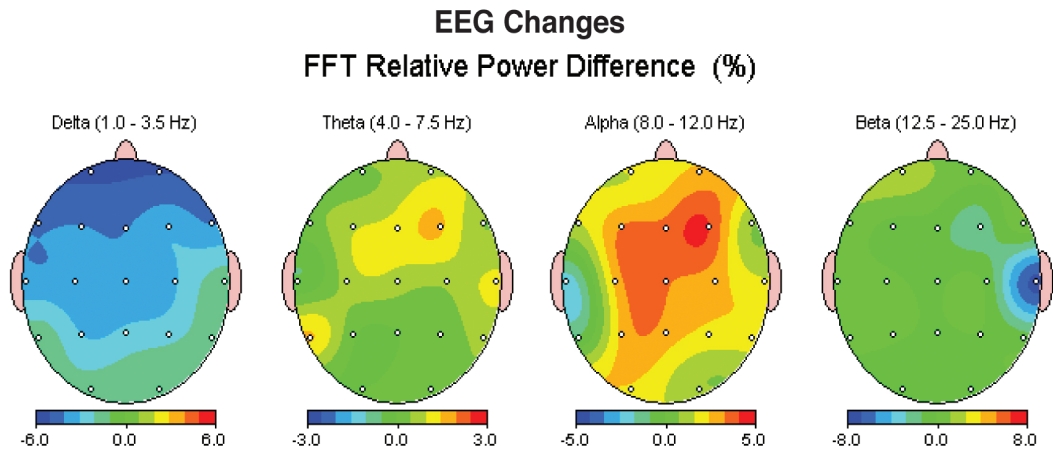 EEG Changes
FFT Relative Power Difference (%)
Delta (1.0 - 3.5 Hz) Theta (4.0 - 7.5 Hz) Alpha (8.0 - 12.0 Hz) Beta (12.5 - 25.0 Hz)
-6.0 0.0 6.0 -3.0 0.0 3.0 -5.0 0.0 5.0 -8.0 0.0 8.0